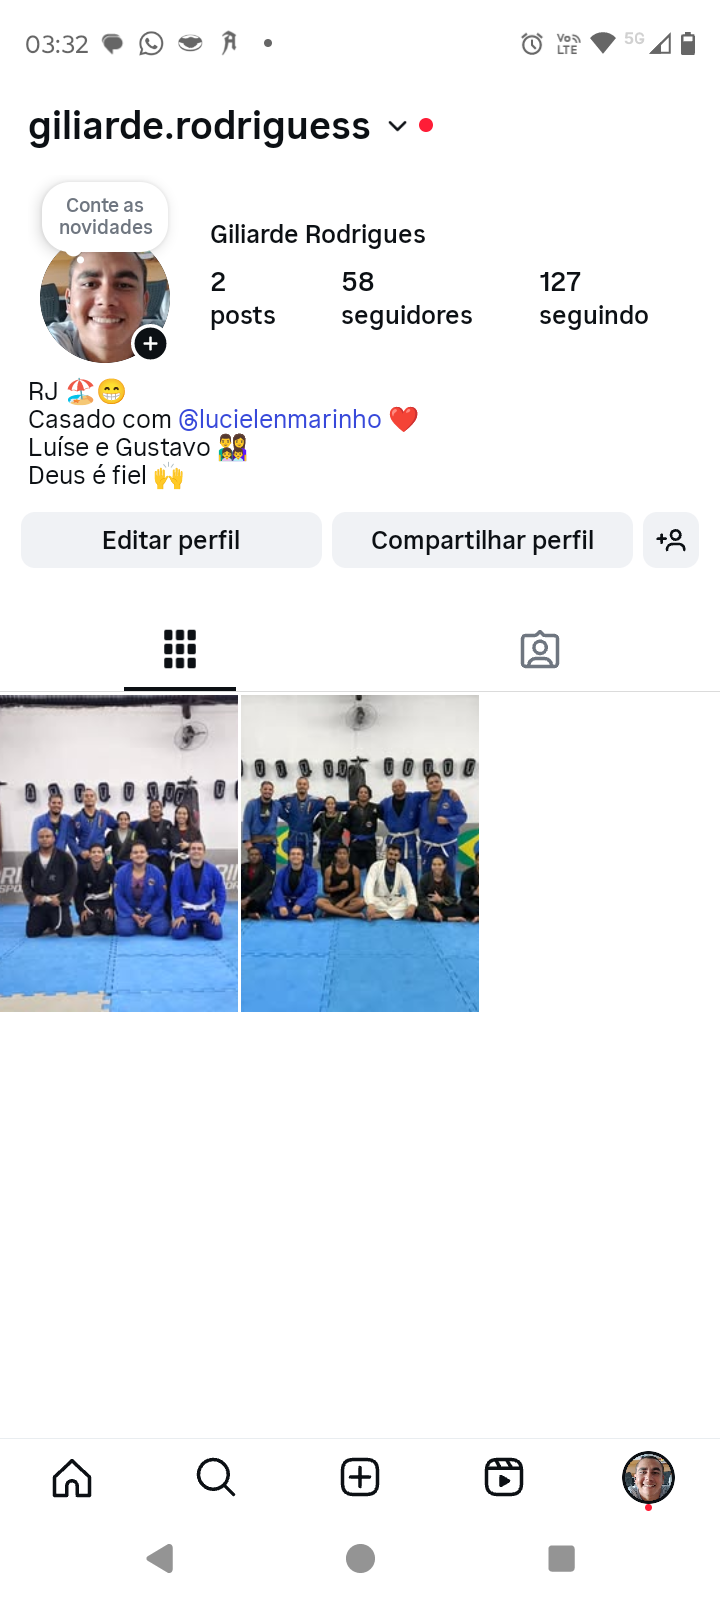 03:32
Vo LTE
5G
giliarde.rodriguess
Conte as
novidades
Giliarde Rodrigues
2 58 127
posts seguidores seguindo
RJ 🏖️😁
Casado com @lucielenmarinho ❤️
Luíse e Gustavo 👨‍👩‍👧‍👦
Deus é fiel 🙌
Editar perfil Compartilhar perfil